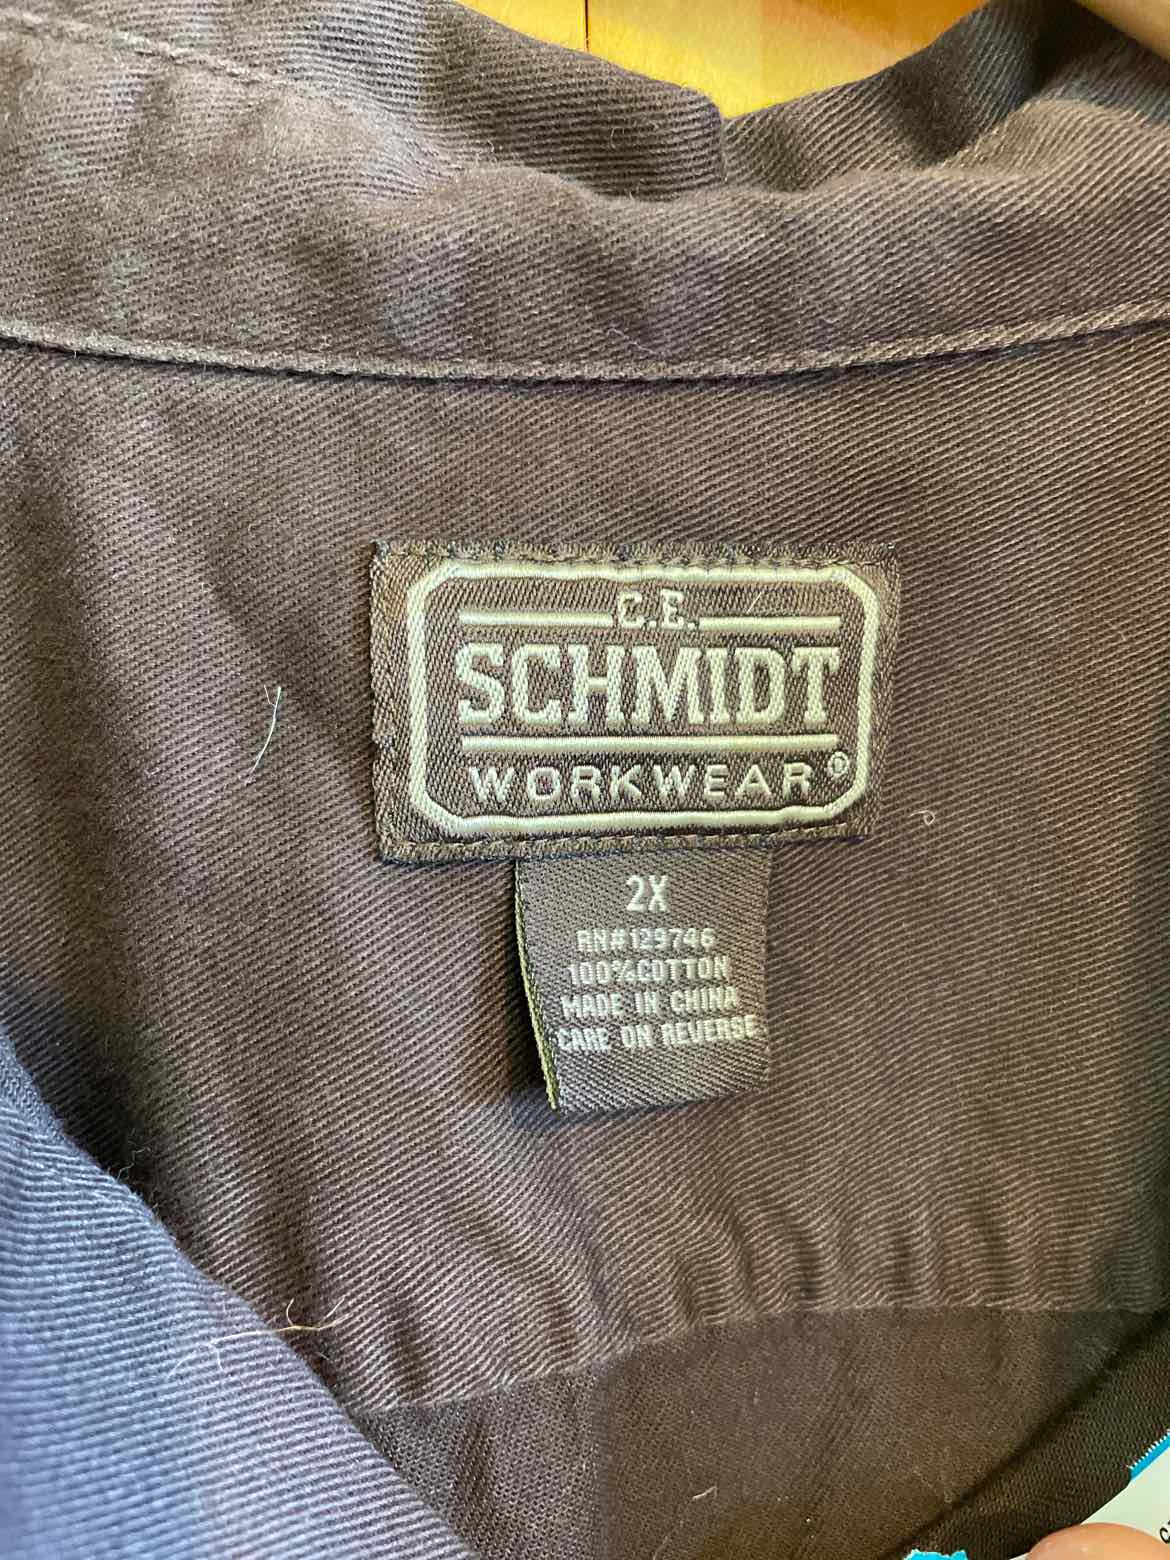 C.E.
SCHMIDT
WORKWEAR®
2X
RN#129746
100%COTTON
MADE IN CHINA
CARE ON REVERSE